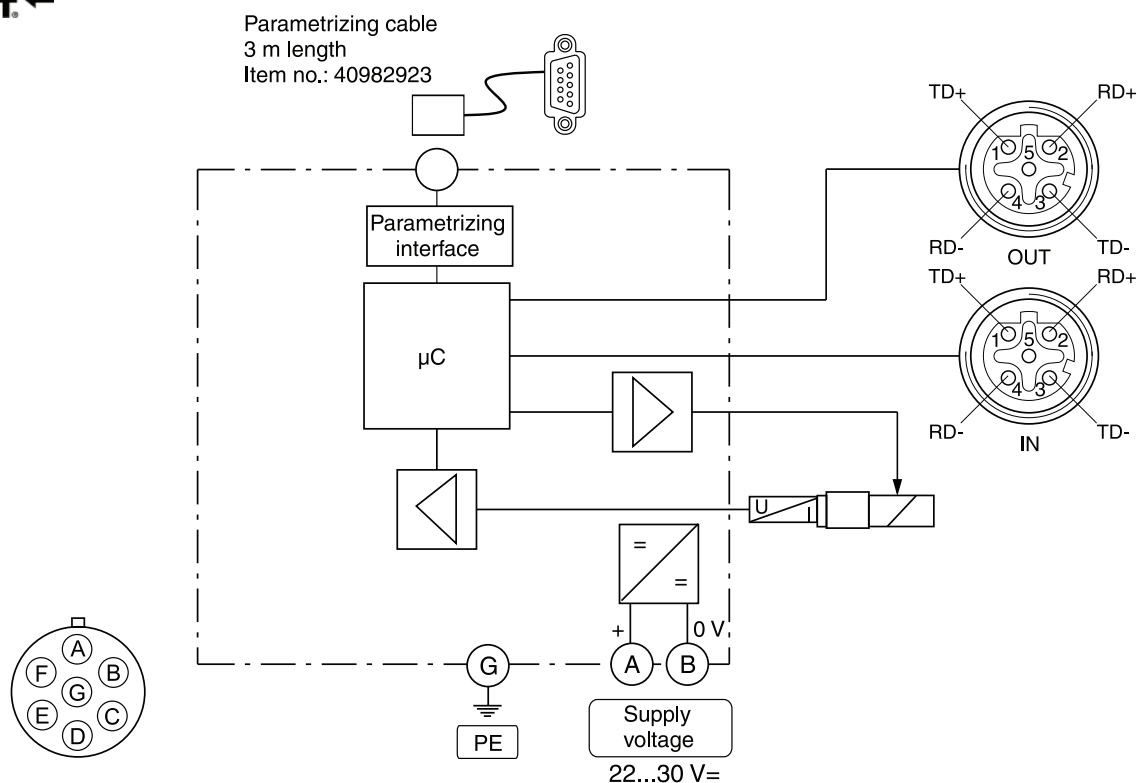 Parametrizing cable
3 m length
Item no.: 40982923
TD+ RD+
1 5 2
4 3
RD- TD-
OUT
Parametrizing
interface
TD+ RD+
1 5 2
4 3
RD- TD-
IN
µC
U I
=
=
+ 0 V
G A B
PE
Supply
voltage
22...30 V=
A
F B
G
E C
D